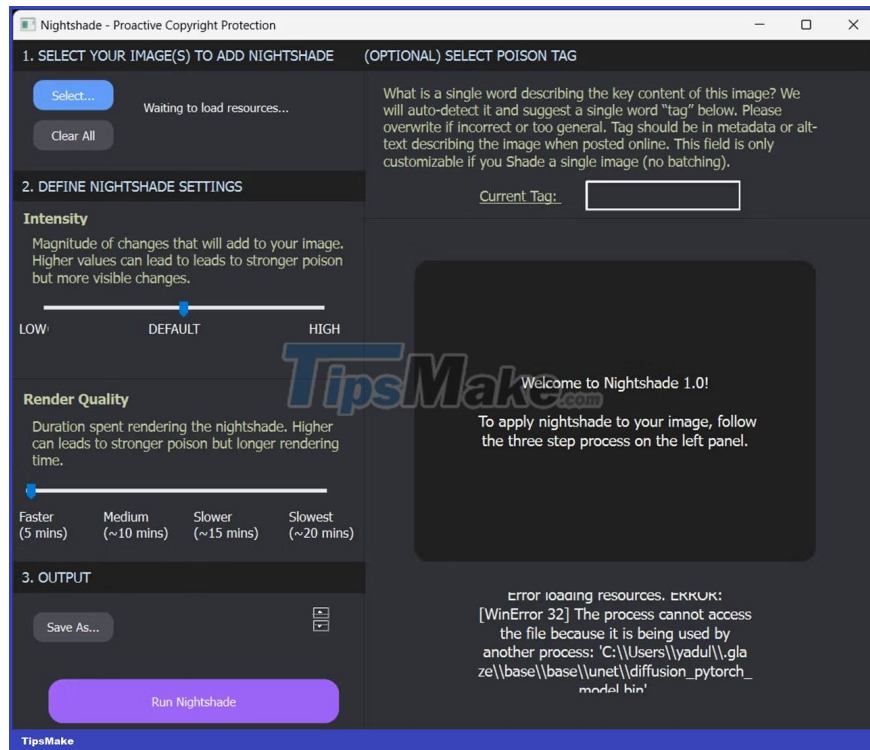 Nightshade - Proactive Copyright Protection
1. SELECT YOUR IMAGE(S) TO ADD NIGHTSHADE
Select...
Waiting to load resources...
Clear All
2. DEFINE NIGHTSHADE SETTINGS
Intensity
Magnitude of changes that will add to your image.
Higher values can lead to leads to stronger poison
but more visible changes.
LOW
DEFAULT
HIGH
Render Quality
Duration spent rendering the nightshade. Higher
can leads to stronger poison but longer rendering
time.
Faster
(5 mins)
Medium
(~10 mins)
Slower
(~15 mins)
Slowest
(~20 mins)
3. OUTPUT
Save As...
Run Nightshade
(OPTIONAL) SELECT POISON TAG
What is a single word describing the key content of this image? We
will auto-detect it and suggest a single word “tag” below. Please
overwrite if incorrect or too general. Tag should be in metadata or alt-
text describing the image when posted online. This field is only
customizable if you Shade a single image (no batching).
Current Tag:
TipsMake.com
Welcome to Nightshade 1.0!
To apply nightshade to your image, follow
the three step process on the left panel.
Error loading resources. ERROR:
[WinError 32] The process cannot access
the file because it is being used by
another process: 'C:\\Users\\yadul\\.gla
ze\\base\\base\\unet\\diffusion_pytorch_
model.bin'
TipsMake